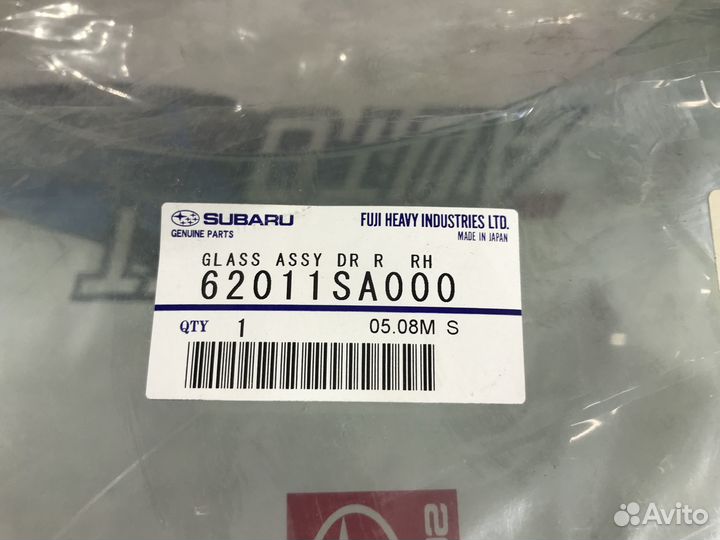 SUBARU FUJI HEAVY INDUSTRIES LTD.
GENUINE PARTS MADE IN JAPAN
GLASS ASSY DR R RH
62011SA000
QTY 1 05.08M S
Avito